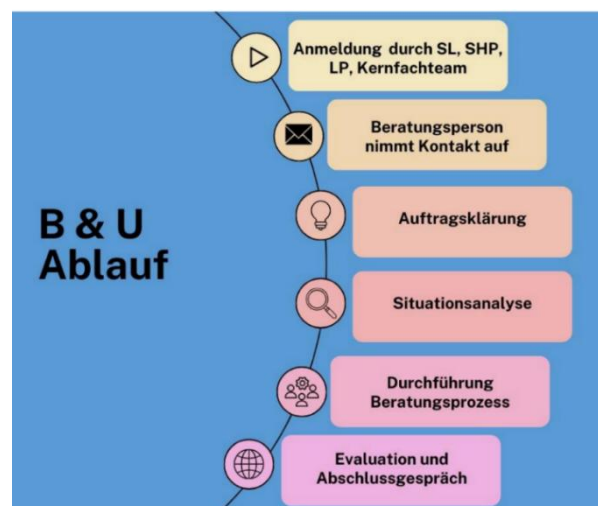 B & U
Ablauf
Anmeldung durch SL, SHP,
LP, Kernfachteam
Beratungsperson
nimmt Kontakt auf
Auftragsklärung
Situationsanalyse
Durchführung
Beratungsprozess
Evaluation und
Abschlussgespräch